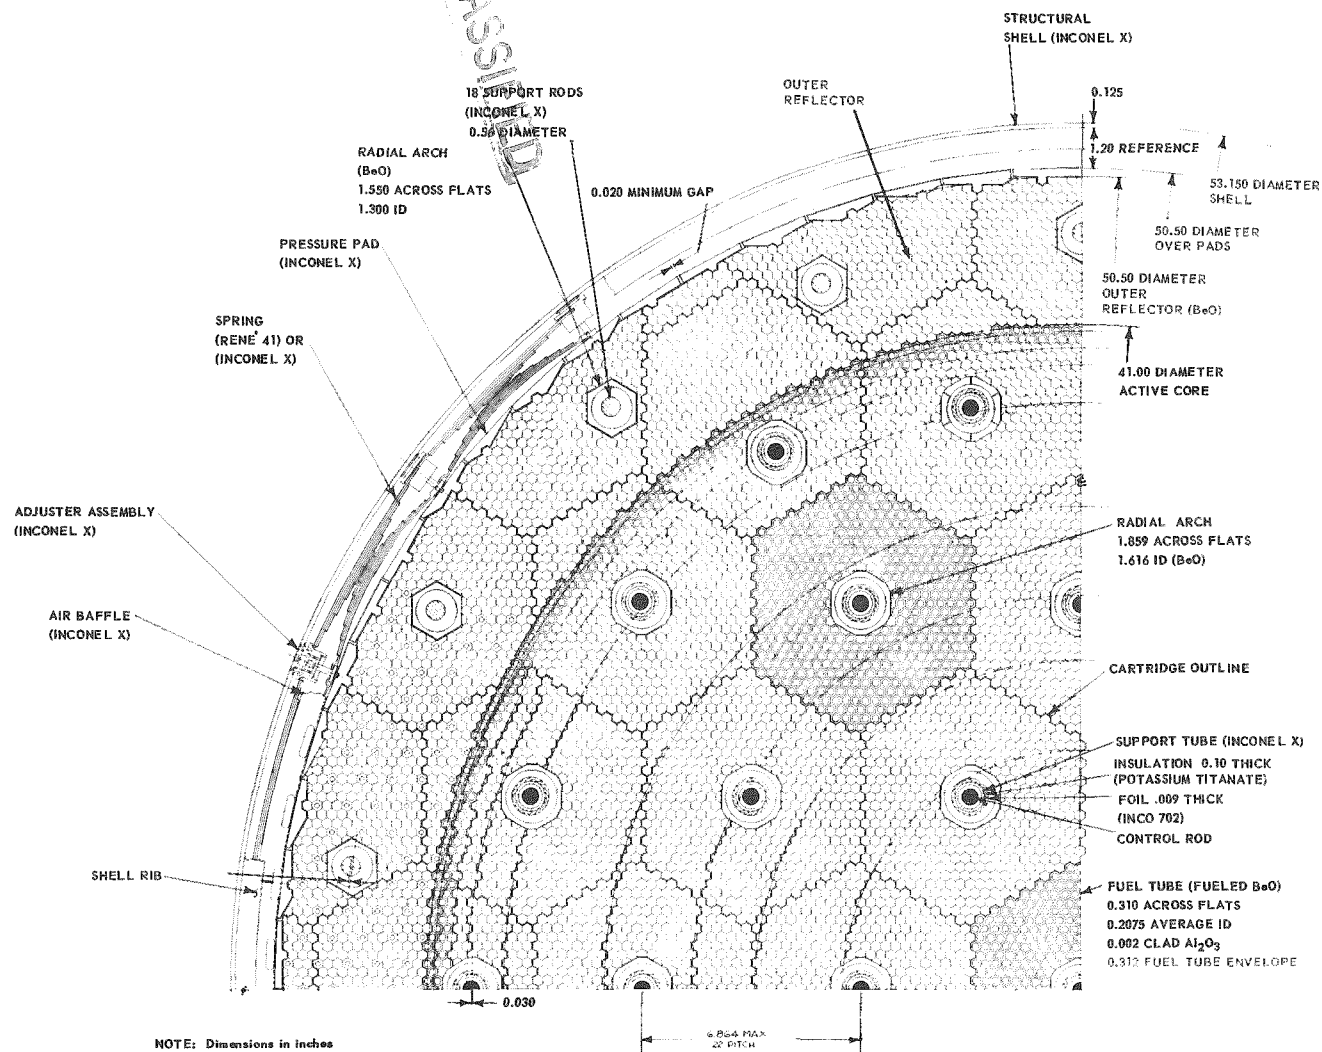 STRUCTURAL
SHELL (INCONEL X)
ASSIFIED
18 SUPPORT RODS
(INCONEL X)
0.56 DIAMETER
OUTER
REFLECTOR
0.125
1.20 REFERENCE
RADIAL ARCH
(BeO)
1.550 ACROSS FLATS
1.300 ID
0.020 MINIMUM GAP
53.150 DIAMETER
SHELL
50.50 DIAMETER
OVER PADS
PRESSURE PAD
(INCONEL X)
50.50 DIAMETER
OUTER
REFLECTOR (BeO)
SPRING
(RENE' 41) OR
(INCONEL X)
41.00 DIAMETER
ACTIVE CORE
ADJUSTER ASSEMBLY
(INCONEL X)
RADIAL ARCH
1.859 ACROSS FLATS
1.616 ID (BeO)
AIR BAFFLE
(INCONEL X)
CARTRIDGE OUTLINE
SUPPORT TUBE (INCONEL X)
INSULATION 0.10 THICK
(POTASSIUM TITANATE)
FOIL .009 THICK
(INCO 702)
CONTROL ROD
SHELL RIB
FUEL TUBE (FUELED BeO)
0.310 ACROSS FLATS
0.2075 AVERAGE ID
0.002 CLAD Al₂O₃
0.312 FUEL TUBE ENVELOPE
0.030
6.864 MAX
22 PITCH
NOTE: Dimensions in inches